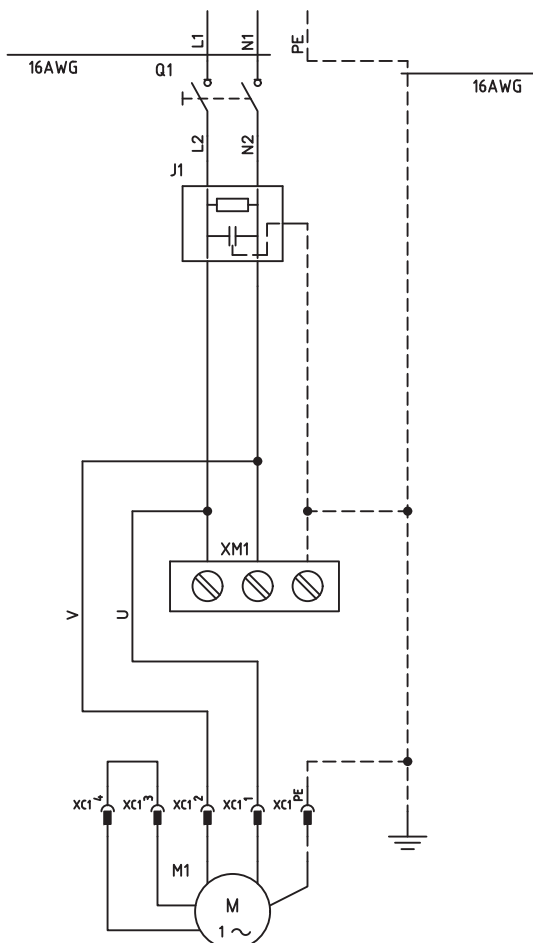 L1
N1
PE
16AWG
Q1
16AWG
L2
N2
J1
XM1
V
U
XC1 4
XC1 3
XC1 2
XC1 1
XC1 PE
M1
M
1 ~